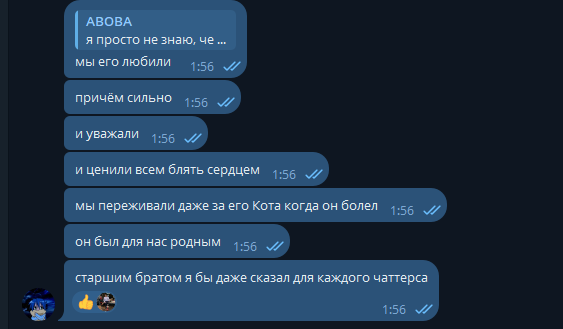 ABOBA
я просто не знаю, че ...
мы его любили 1:56
причём сильно 1:56
и уважали 1:56
и ценили всем блять сердцем 1:56
мы переживали даже за его Кота когда он болел 1:56
он был для нас родным 1:56
старшим братом я бы даже сказал для каждого чаттерса
1:56